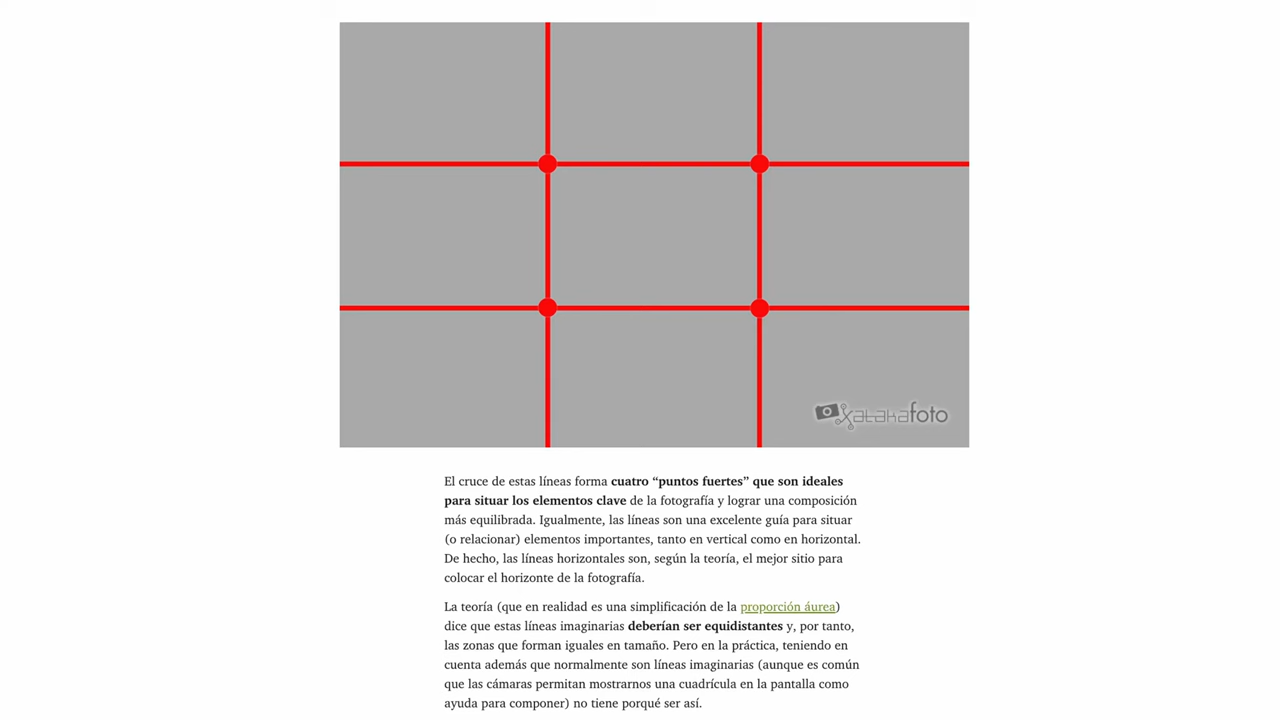 xatakafoto
El cruce de estas líneas forma cuatro “puntos fuertes” que son ideales
para situar los elementos clave de la fotografía y lograr una composición
más equilibrada. Igualmente, las líneas son una excelente guía para situar
(o relacionar) elementos importantes, tanto en vertical como en horizontal.
De hecho, las líneas horizontales son, según la teoría, el mejor sitio para
colocar el horizonte de la fotografía.
La teoría (que en realidad es una simplificación de la proporción áurea)
dice que estas líneas imaginarias deberían ser equidistantes y, por tanto,
las zonas que forman iguales en tamaño. Pero en la práctica, teniendo en
cuenta además que normalmente son líneas imaginarias (aunque es común
que las cámaras permitan mostrarnos una cuadrícula en la pantalla como
ayuda para componer) no tiene porqué ser así.